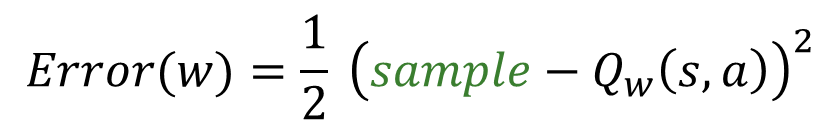 Error(w) = 1/2 (sample − Q_w(s, a))²